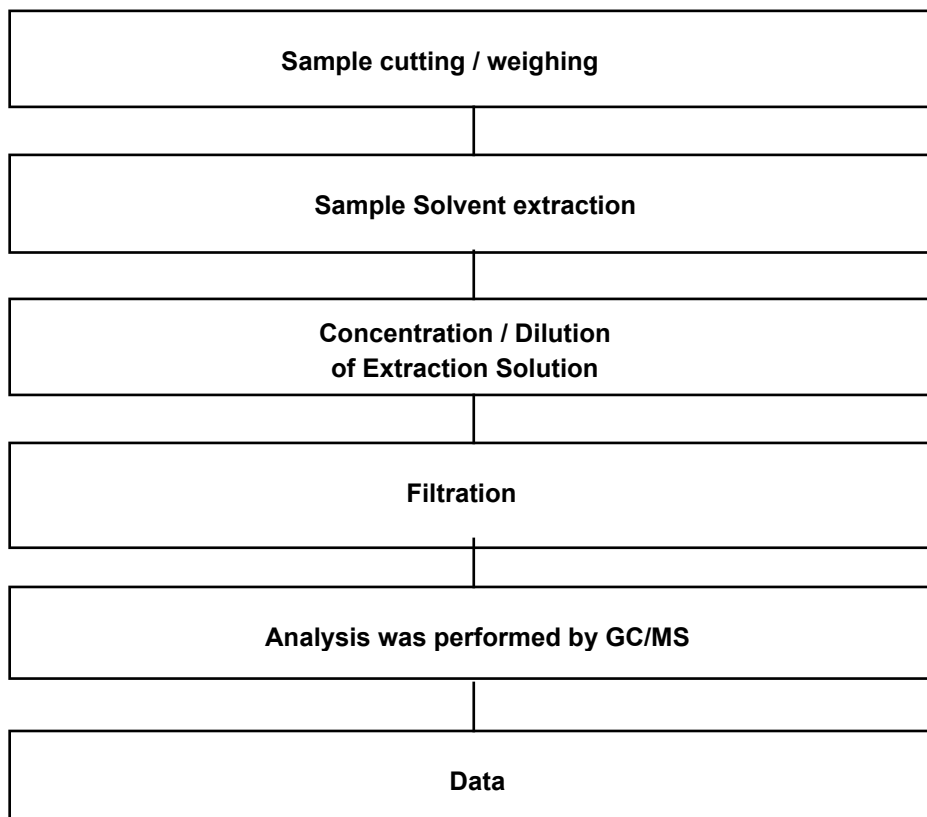 Sample cutting / weighing
Sample Solvent extraction
Concentration / Dilution
of Extraction Solution
Filtration
Analysis was performed by GC/MS
Data